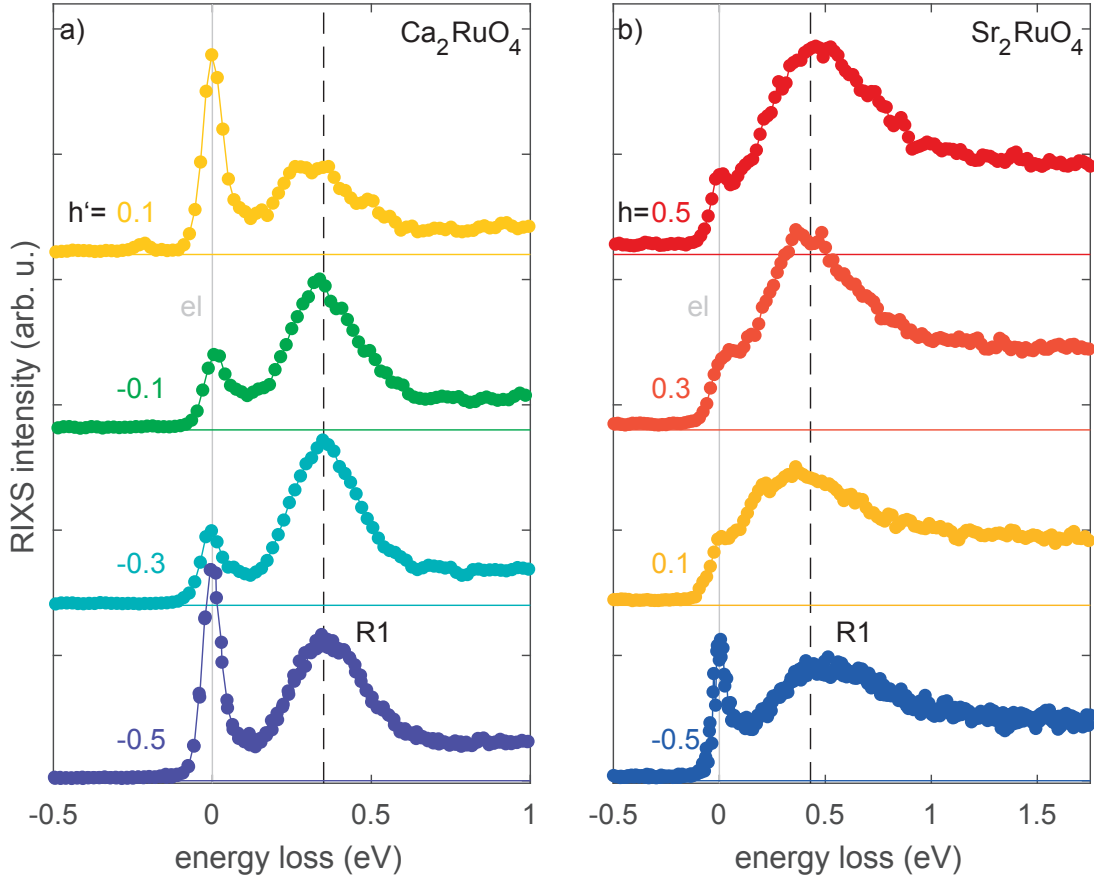 a)
Ca2RuO4
h‘= 0.1
el
-0.1
-0.3
R1
-0.5
-0.5
0
0.5
1
energy loss (eV)
RIXS intensity (arb. u.)
b)
Sr2RuO4
h=0.5
el
0.3
0.1
R1
-0.5
-0.5
0
0.5
1
1.5
energy loss (eV)